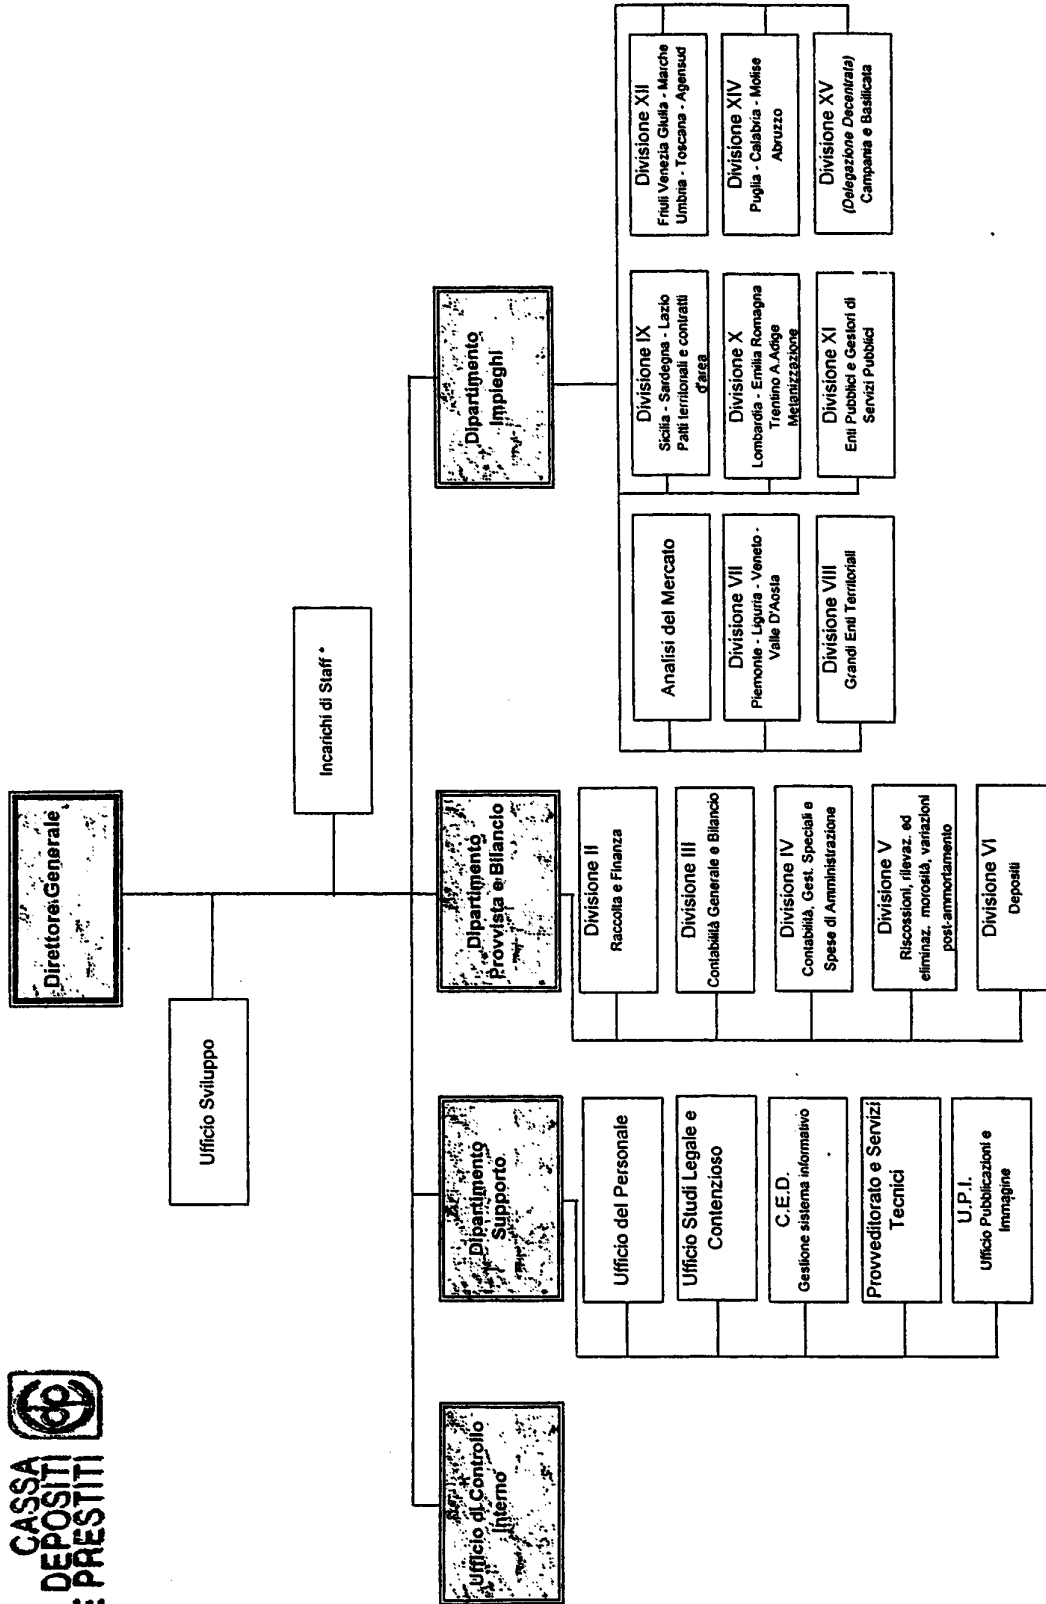 CASSA
DEPOSITI
E PRESTITI
cdp
Direttore Generale
Ufficio Sviluppo
Incarichi di Staff *
Ufficio di Controllo
Interno
Dipartimento
Supporto
Dipartimento
Provvista e Bilancio
Dipartimento
Impieghi
Ufficio del Personale
Ufficio Studi Legale e
Contenzioso
C.E.D.
Gestione sistema informativo
Provveditorato e Servizi
Tecnici
U.P.I.
Ufficio Pubblicazioni e
Immagine
Divisione II
Raccolta e Finanza
Divisione III
Contabilità Generale e Bilancio
Divisione IV
Contabilità, Gest. Speciali e
Spese di Amministrazione
Divisione V
Riscossioni, rilevaz. ed
eliminaz. morosità, variazioni
post-ammortamento
Divisione VI
Depositi
Analisi del Mercato
Divisione VII
Piemonte - Liguria - Veneto -
Valle D'Aosta
Divisione VIII
Grandi Enti Territoriali
Divisione IX
Sicilia - Sardegna - Lazio
Patti territoriali e contratti
d'area
Divisione X
Lombardia - Emilia Romagna
Trentino A.Adige
Metanizzazione
Divisione XI
Enti Pubblici e Gestori di
Servizi Pubblici
Divisione XII
Friuli Venezia Giulia - Marche
Umbria - Toscana - Agensud
Divisione XIV
Puglia - Calabria - Molise
Abruzzo
Divisione XV
(Delegazione Decentrata)
Campania e Basilicata